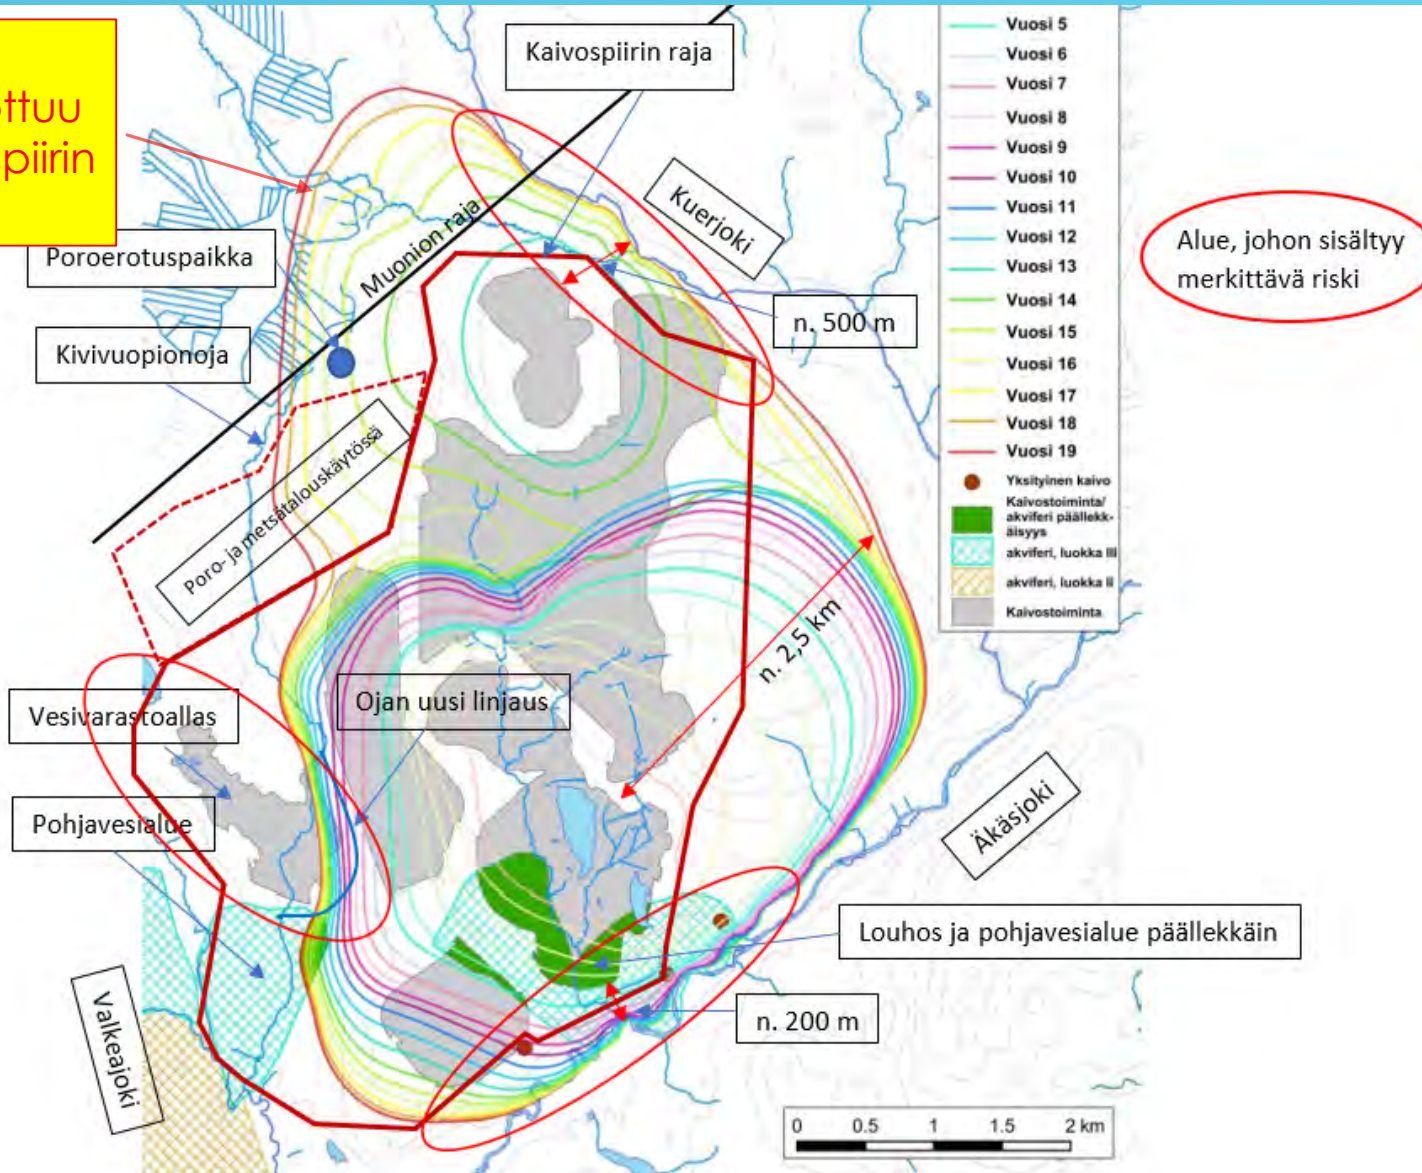 ottuu
piirin
Kaivospiirin raja
Kuerjoki
Muonion raja
Poroerotuspaikka
Kivivuopionoja
n. 500 m
Poro- ja metsätalouskäytössä
n. 2,5 km
Ojan uusi linjaus
Vesivarastoallas
Pohjavesialue
Äkäsjoki
Louhos ja pohjavesialue päällekkäin
n. 200 m
Valkeajoki
Vuosi 5
Vuosi 6
Vuosi 7
Vuosi 8
Vuosi 9
Vuosi 10
Vuosi 11
Vuosi 12
Vuosi 13
Vuosi 14
Vuosi 15
Vuosi 16
Vuosi 17
Vuosi 18
Vuosi 19
Yksityinen kaivo
Kaivostoiminta/
akviferi päällekk-
äisyys
akviferi, luokka III
akviferi, luokka II
Kaivostoiminta
Alue, johon sisältyy
merkittävä riski
0 0.5 1 1.5 2 km